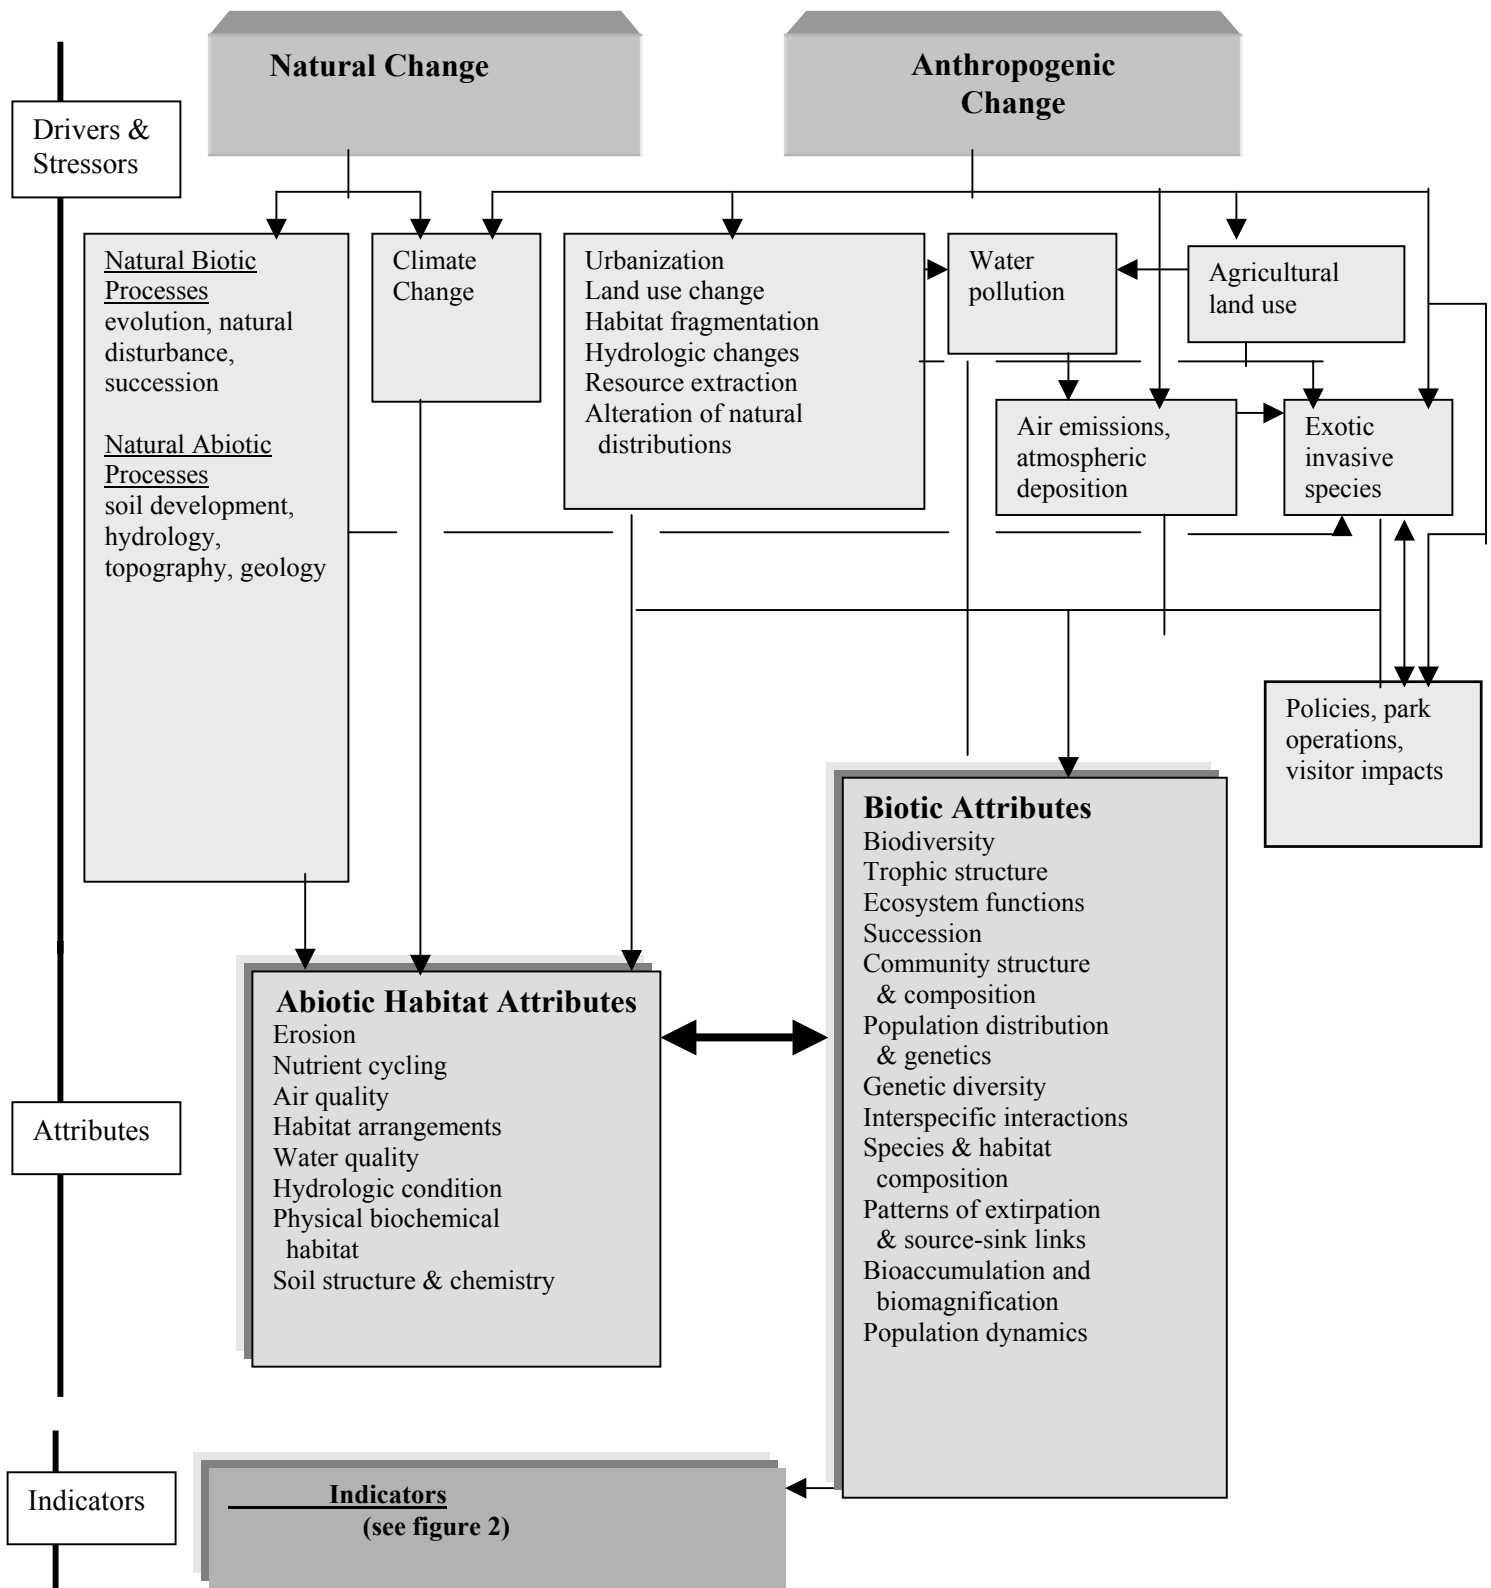 Natural Change
Anthropogenic
Change
Drivers &
Stressors
Natural Biotic
Processes
evolution, natural
disturbance,
succession
Natural Abiotic
Processes
soil development,
hydrology,
topography, geology
Climate
Change
Urbanization
Land use change
Habitat fragmentation
Hydrologic changes
Resource extraction
Alteration of natural
distributions
Water
pollution
Agricultural
land use
Air emissions,
atmospheric
deposition
Exotic
invasive
species
Policies, park
operations,
visitor impacts
Attributes
Abiotic Habitat Attributes
Erosion
Nutrient cycling
Air quality
Habitat arrangements
Water quality
Hydrologic condition
Physical biochemical
habitat
Soil structure & chemistry
Biotic Attributes
Biodiversity
Trophic structure
Ecosystem functions
Succession
Community structure
& composition
Population distribution
& genetics
Genetic diversity
Interspecific interactions
Species & habitat
composition
Patterns of extirpation
& source-sink links
Bioaccumulation and
biomagnification
Population dynamics
Indicators
Indicators
(see figure 2)